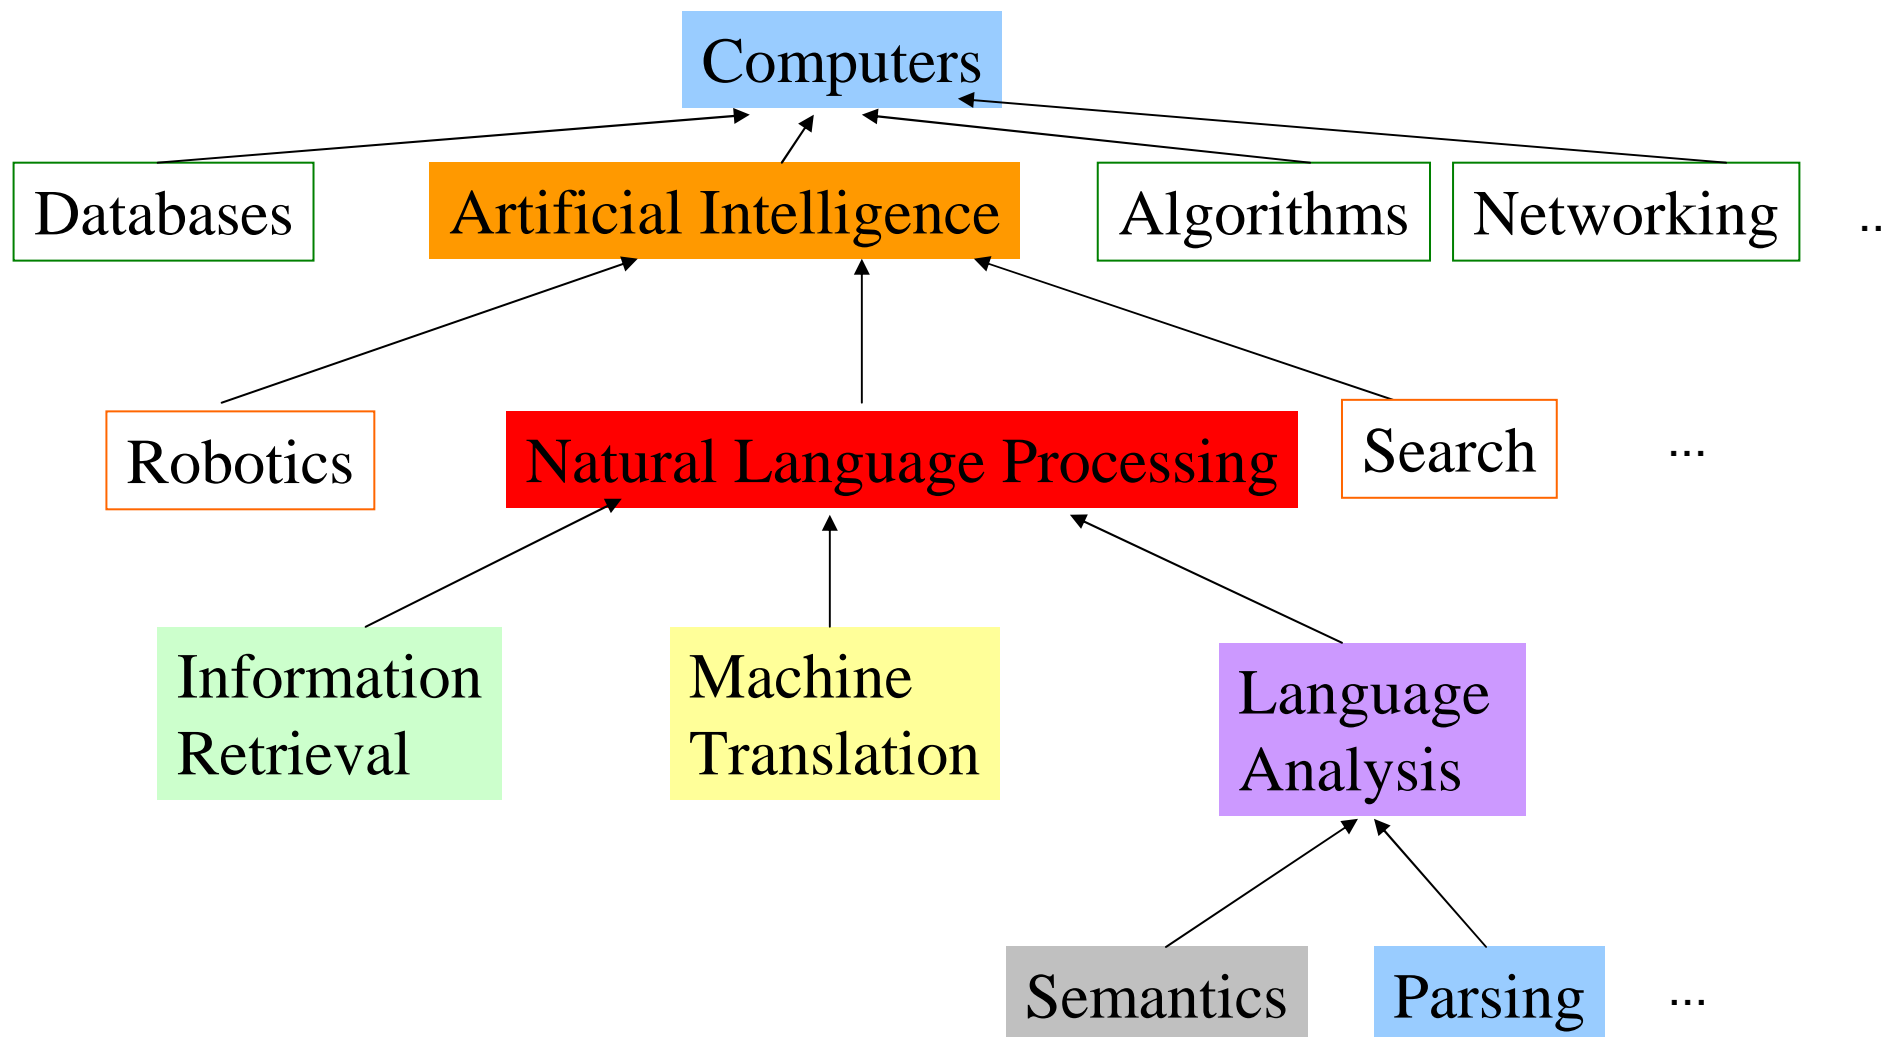 Computers
Databases
Artificial Intelligence
Algorithms
Networking
..
Robotics
Natural Language Processing
Search
...
Information
Retrieval
Machine
Translation
Language
Analysis
Semantics
Parsing
...